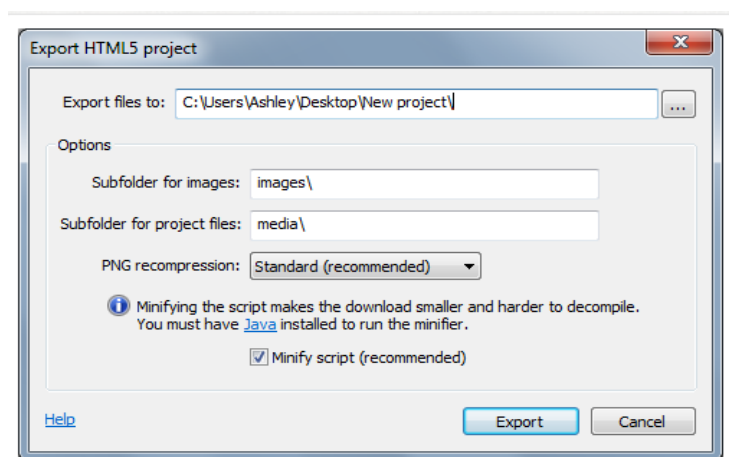 Export HTML5 project
Export files to: C:\Users\Ashley\Desktop\New project\
...
Options
Subfolder for images: images\
Subfolder for project files: media\
PNG recompression: Standard (recommended)
Minifying the script makes the download smaller and harder to decompile.
You must have Java installed to run the minifier.
Minify script (recommended)
Help Export Cancel